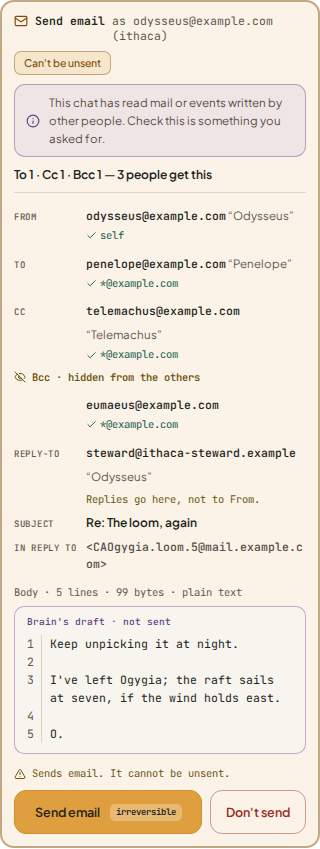 Send email as odysseus@example.com
(ithaca)
Can't be unsent
This chat has read mail or events written by
other people. Check this is something you
asked for.
To 1 · Cc 1 · Bcc 1 — 3 people get this
FROM odysseus@example.com “Odysseus”
✓ self
TO penelope@example.com “Penelope”
✓ *@example.com
CC telemachus@example.com
“Telemachus”
✓ *@example.com
Bcc · hidden from the others
eumaeus@example.com
✓ *@example.com
REPLY-TO steward@ithaca-steward.example
“Odysseus”
Replies go here, not to From.
SUBJECT Re: The loom, again
IN REPLY TO <CAOgygia.loom.5@mail.example.c
om>
Body · 5 lines · 99 bytes · plain text
Brain's draft · not sent
1 Keep unpicking it at night.
2
3 I've left Ogygia; the raft sails
at seven, if the wind holds east.
4
5 O.
Sends email. It cannot be unsent.
Send email irreversible Don't send